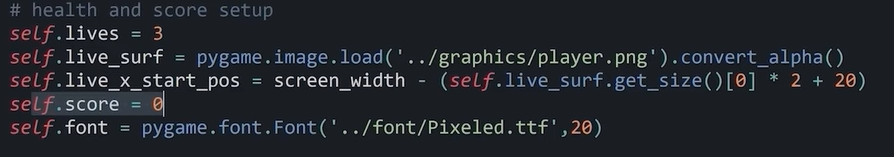 # health and score setup
self.lives = 3
self.live_surf = pygame.image.load('../graphics/player.png').convert_alpha()
self.live_x_start_pos = screen_width - (self.live_surf.get_size()[0] * 2 + 20)
self.score = 0
self.font = pygame.font.Font('../font/Pixeled.ttf',20)